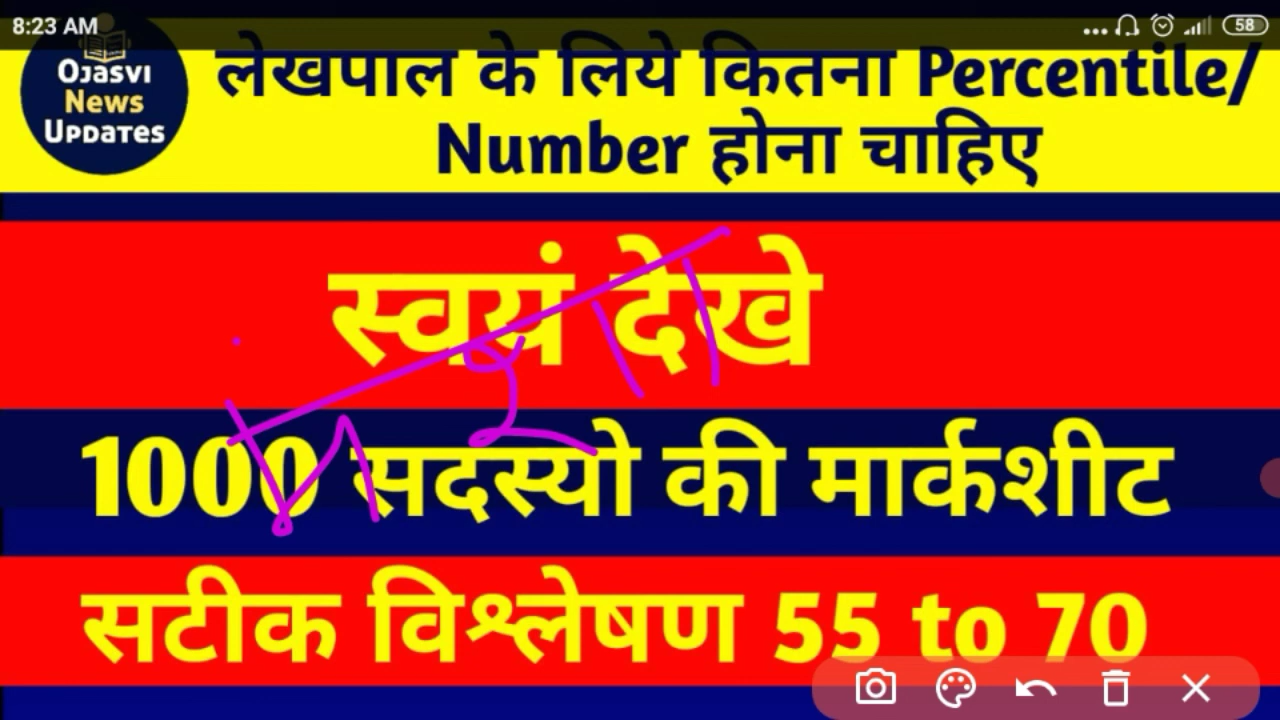 8:23 AM
58
OJASVI
News
UPDATES
लेखपाल के लिये कितना Percentile/
Number होना चाहिए
स्वयं देखे
1000 सदस्यो की मार्कशीट
सटीक विश्लेषण 55 to 70